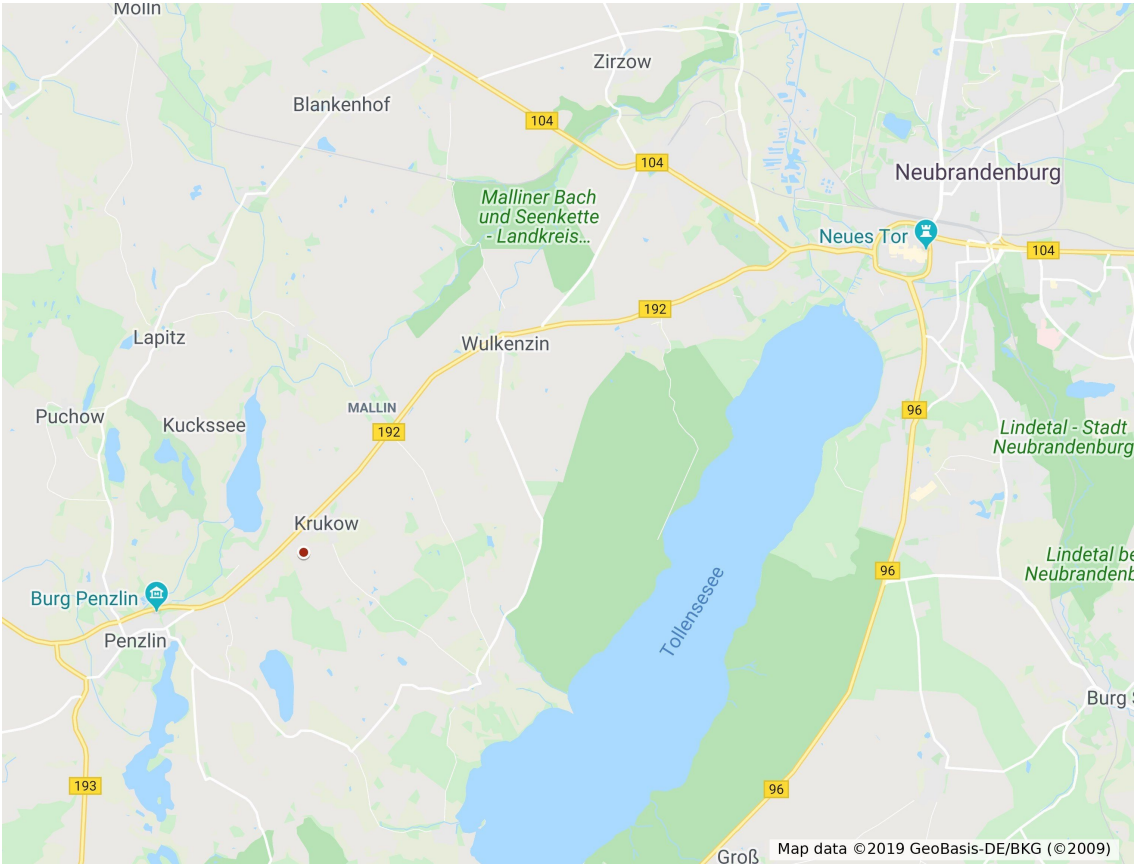 Mölln
Zirzow
Blankenhof
104
104
Neubrandenburg
Malliner Bach
und Seenkette
- Landkreis...
Neues Tor
104
192
Lapitz
Wulkenzin
MALLIN
Puchow
Kuckssee
192
96
Lindetal - Stadt
Neubrandenburg
Krukow
Lindetal be
Neubrandenb
96
Burg Penzlin
Tollensesee
Penzlin
Burg S
193
96
Groß
Map data ©2019 GeoBasis-DE/BKG (©2009)